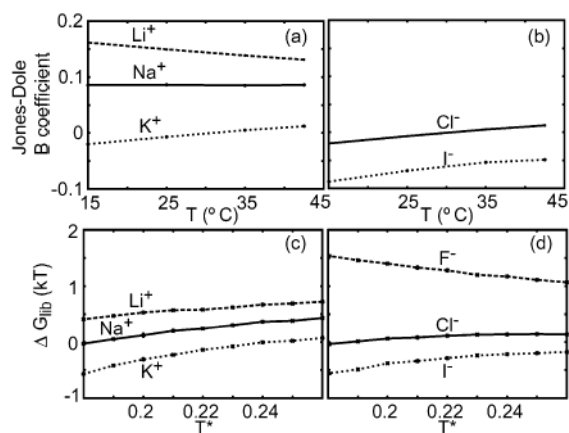 0.2
0.1
0
-0.1
Jones-Dole
B coefficient
(a)
Li+
Na+
K+
15 25 35 45
T (º C)
(b)
Cl-
I-
25 35 45
T (º C)
2
1
0
-1
Δ Glib (kT)
(c)
Li+
Na+
K+
0.2 0.22 0.24
T*
(d)
F-
Cl-
I-
0.2 0.22 0.24
T*